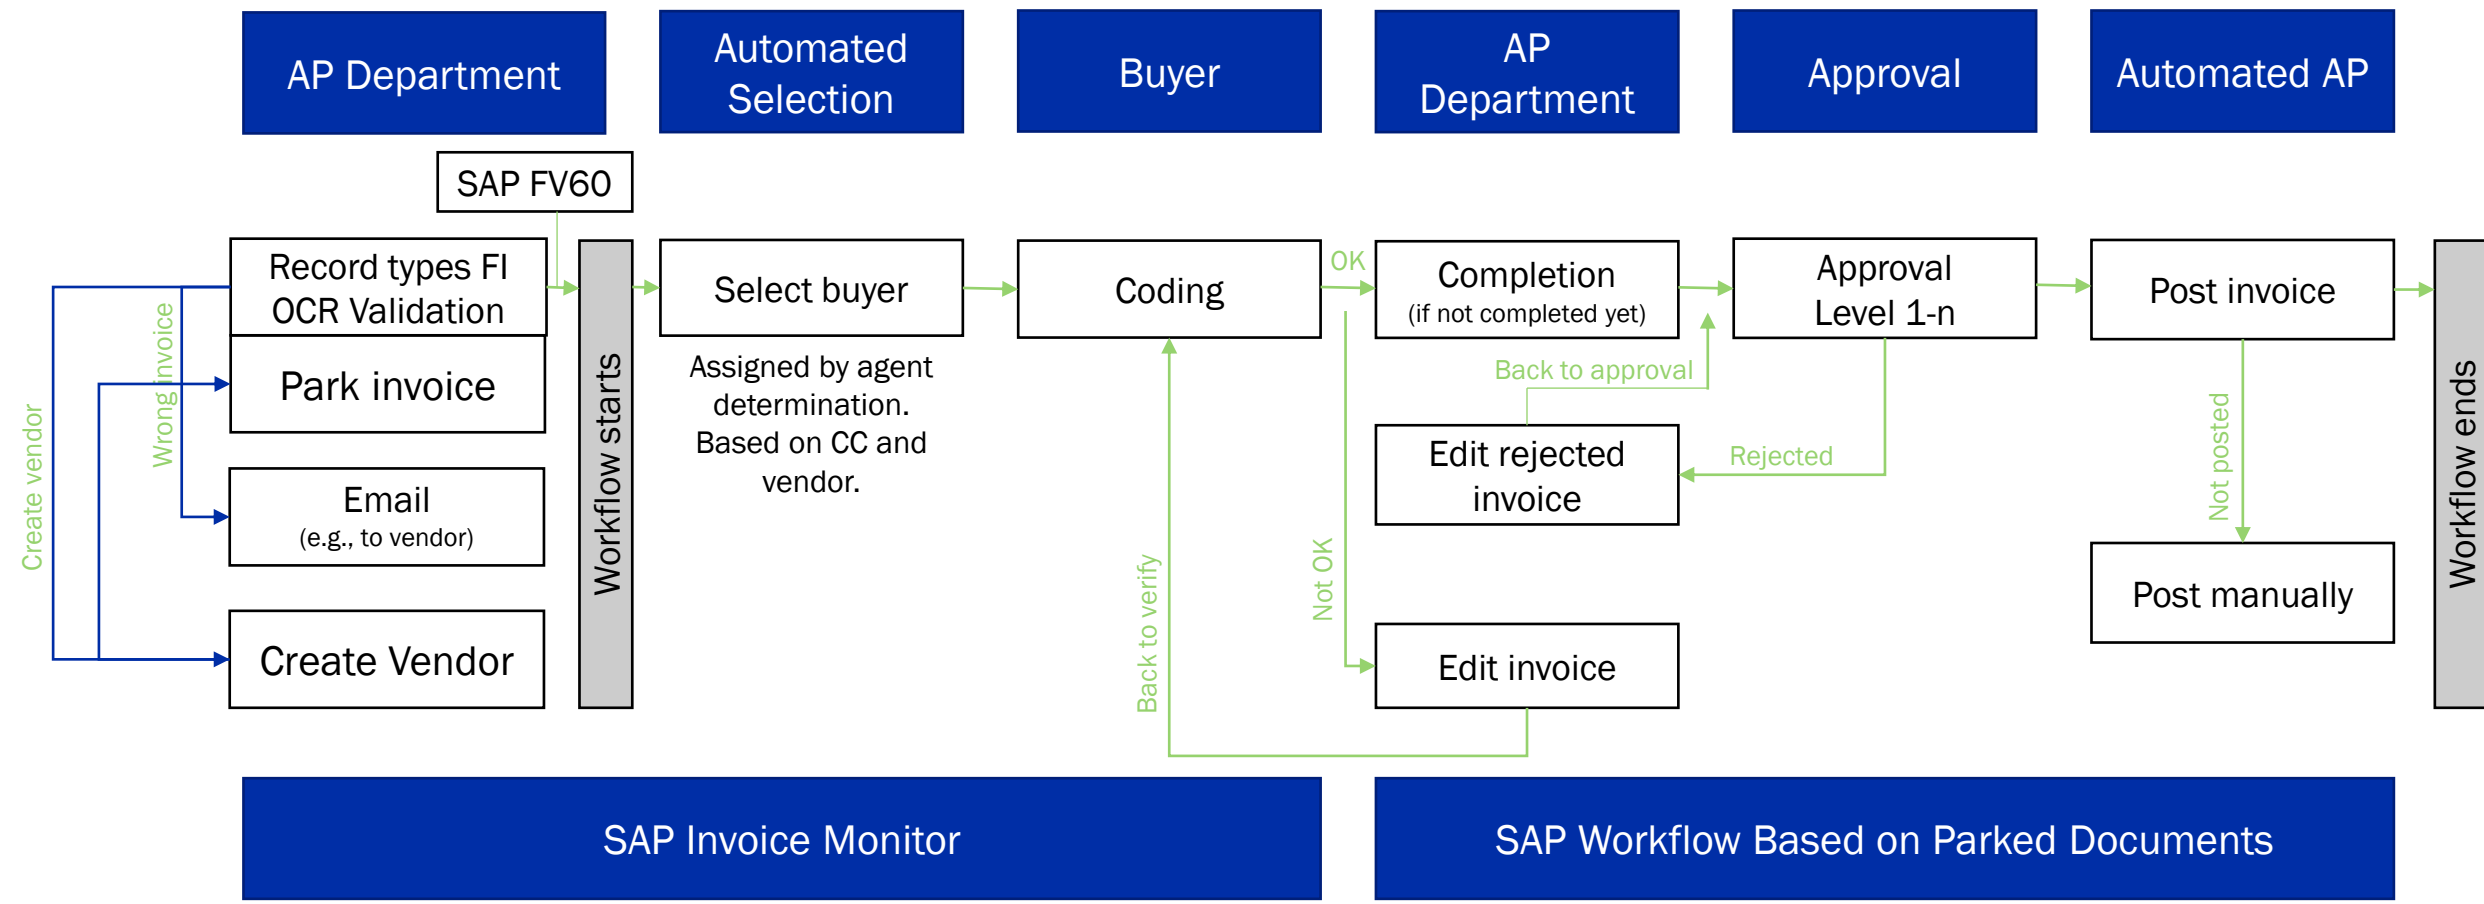 AP Department
Automated
Selection
Buyer
AP
Department
Approval
Automated AP
SAP FV60
Record types FI
OCR Validation
Park invoice
Email
(e.g., to vendor)
Create Vendor
Create vendor
Wrong invoice
Workflow starts
Select buyer
Assigned by agent
determination.
Based on CC and
vendor.
Coding
OK
Not OK
Back to verify
Completion
(if not completed yet)
Back to approval
Edit rejected
invoice
Rejected
Edit invoice
Approval
Level 1-n
Post invoice
Not posted
Post manually
Workflow ends
SAP Invoice Monitor
SAP Workflow Based on Parked Documents